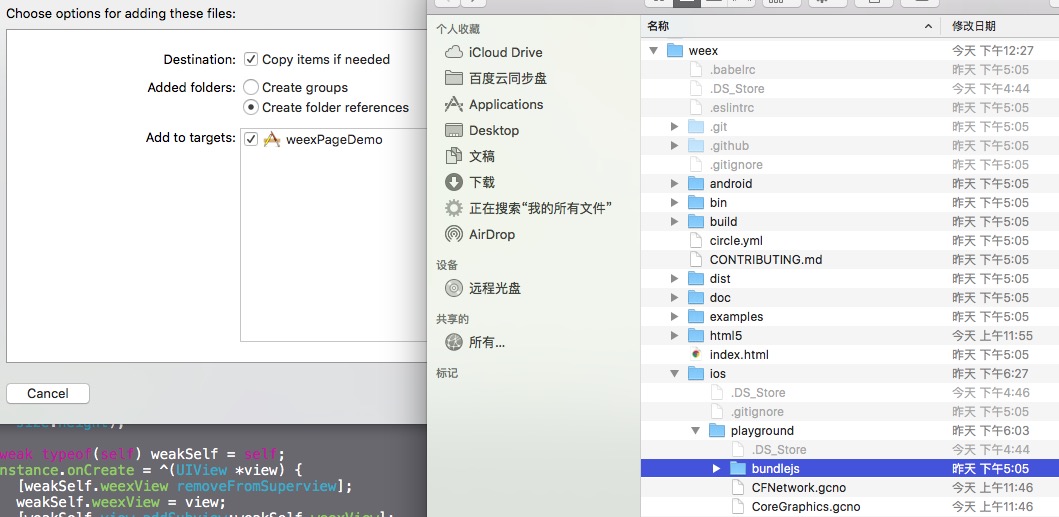 Choose options for adding these files:
Destination: Copy items if needed
Added folders: Create groups
Create folder references
Add to targets: weexPageDemo
Cancel
weak typeof(self) weakSelf = self;
nstance.onCreate = ^(UIView *view) {
[weakSelf.weexView removeFromSuperview];
weakSelf.weexView = view;
个人收藏
iCloud Drive
百度云同步盘
Applications
Desktop
文稿
下载
正在搜索“我的所有文件”
AirDrop
设备
远程光盘
共享的
所有...
标记
名称 修改日期
weex 今天 下午12:27
.babelrc 昨天 下午5:05
.DS_Store 今天 下午4:44
.eslintrc 昨天 下午5:05
.git 昨天 下午5:05
.github 昨天 下午5:05
.gitignore 昨天 下午5:05
android 昨天 下午5:05
bin 昨天 下午5:05
build 昨天 下午5:05
circle.yml 昨天 下午5:05
CONTRIBUTING.md 昨天 下午5:05
dist 昨天 下午5:05
doc 昨天 下午5:05
examples 昨天 下午5:05
html5 今天 上午11:55
index.html 昨天 下午5:05
ios 昨天 下午6:27
.DS_Store 今天 下午4:46
.gitignore 昨天 下午5:05
playground 昨天 下午6:03
.DS_Store 今天 下午4:44
bundlejs 昨天 下午5:05
CFNetwork.gcno 今天 上午11:46
CoreGraphics.gcno 今天 上午11:46